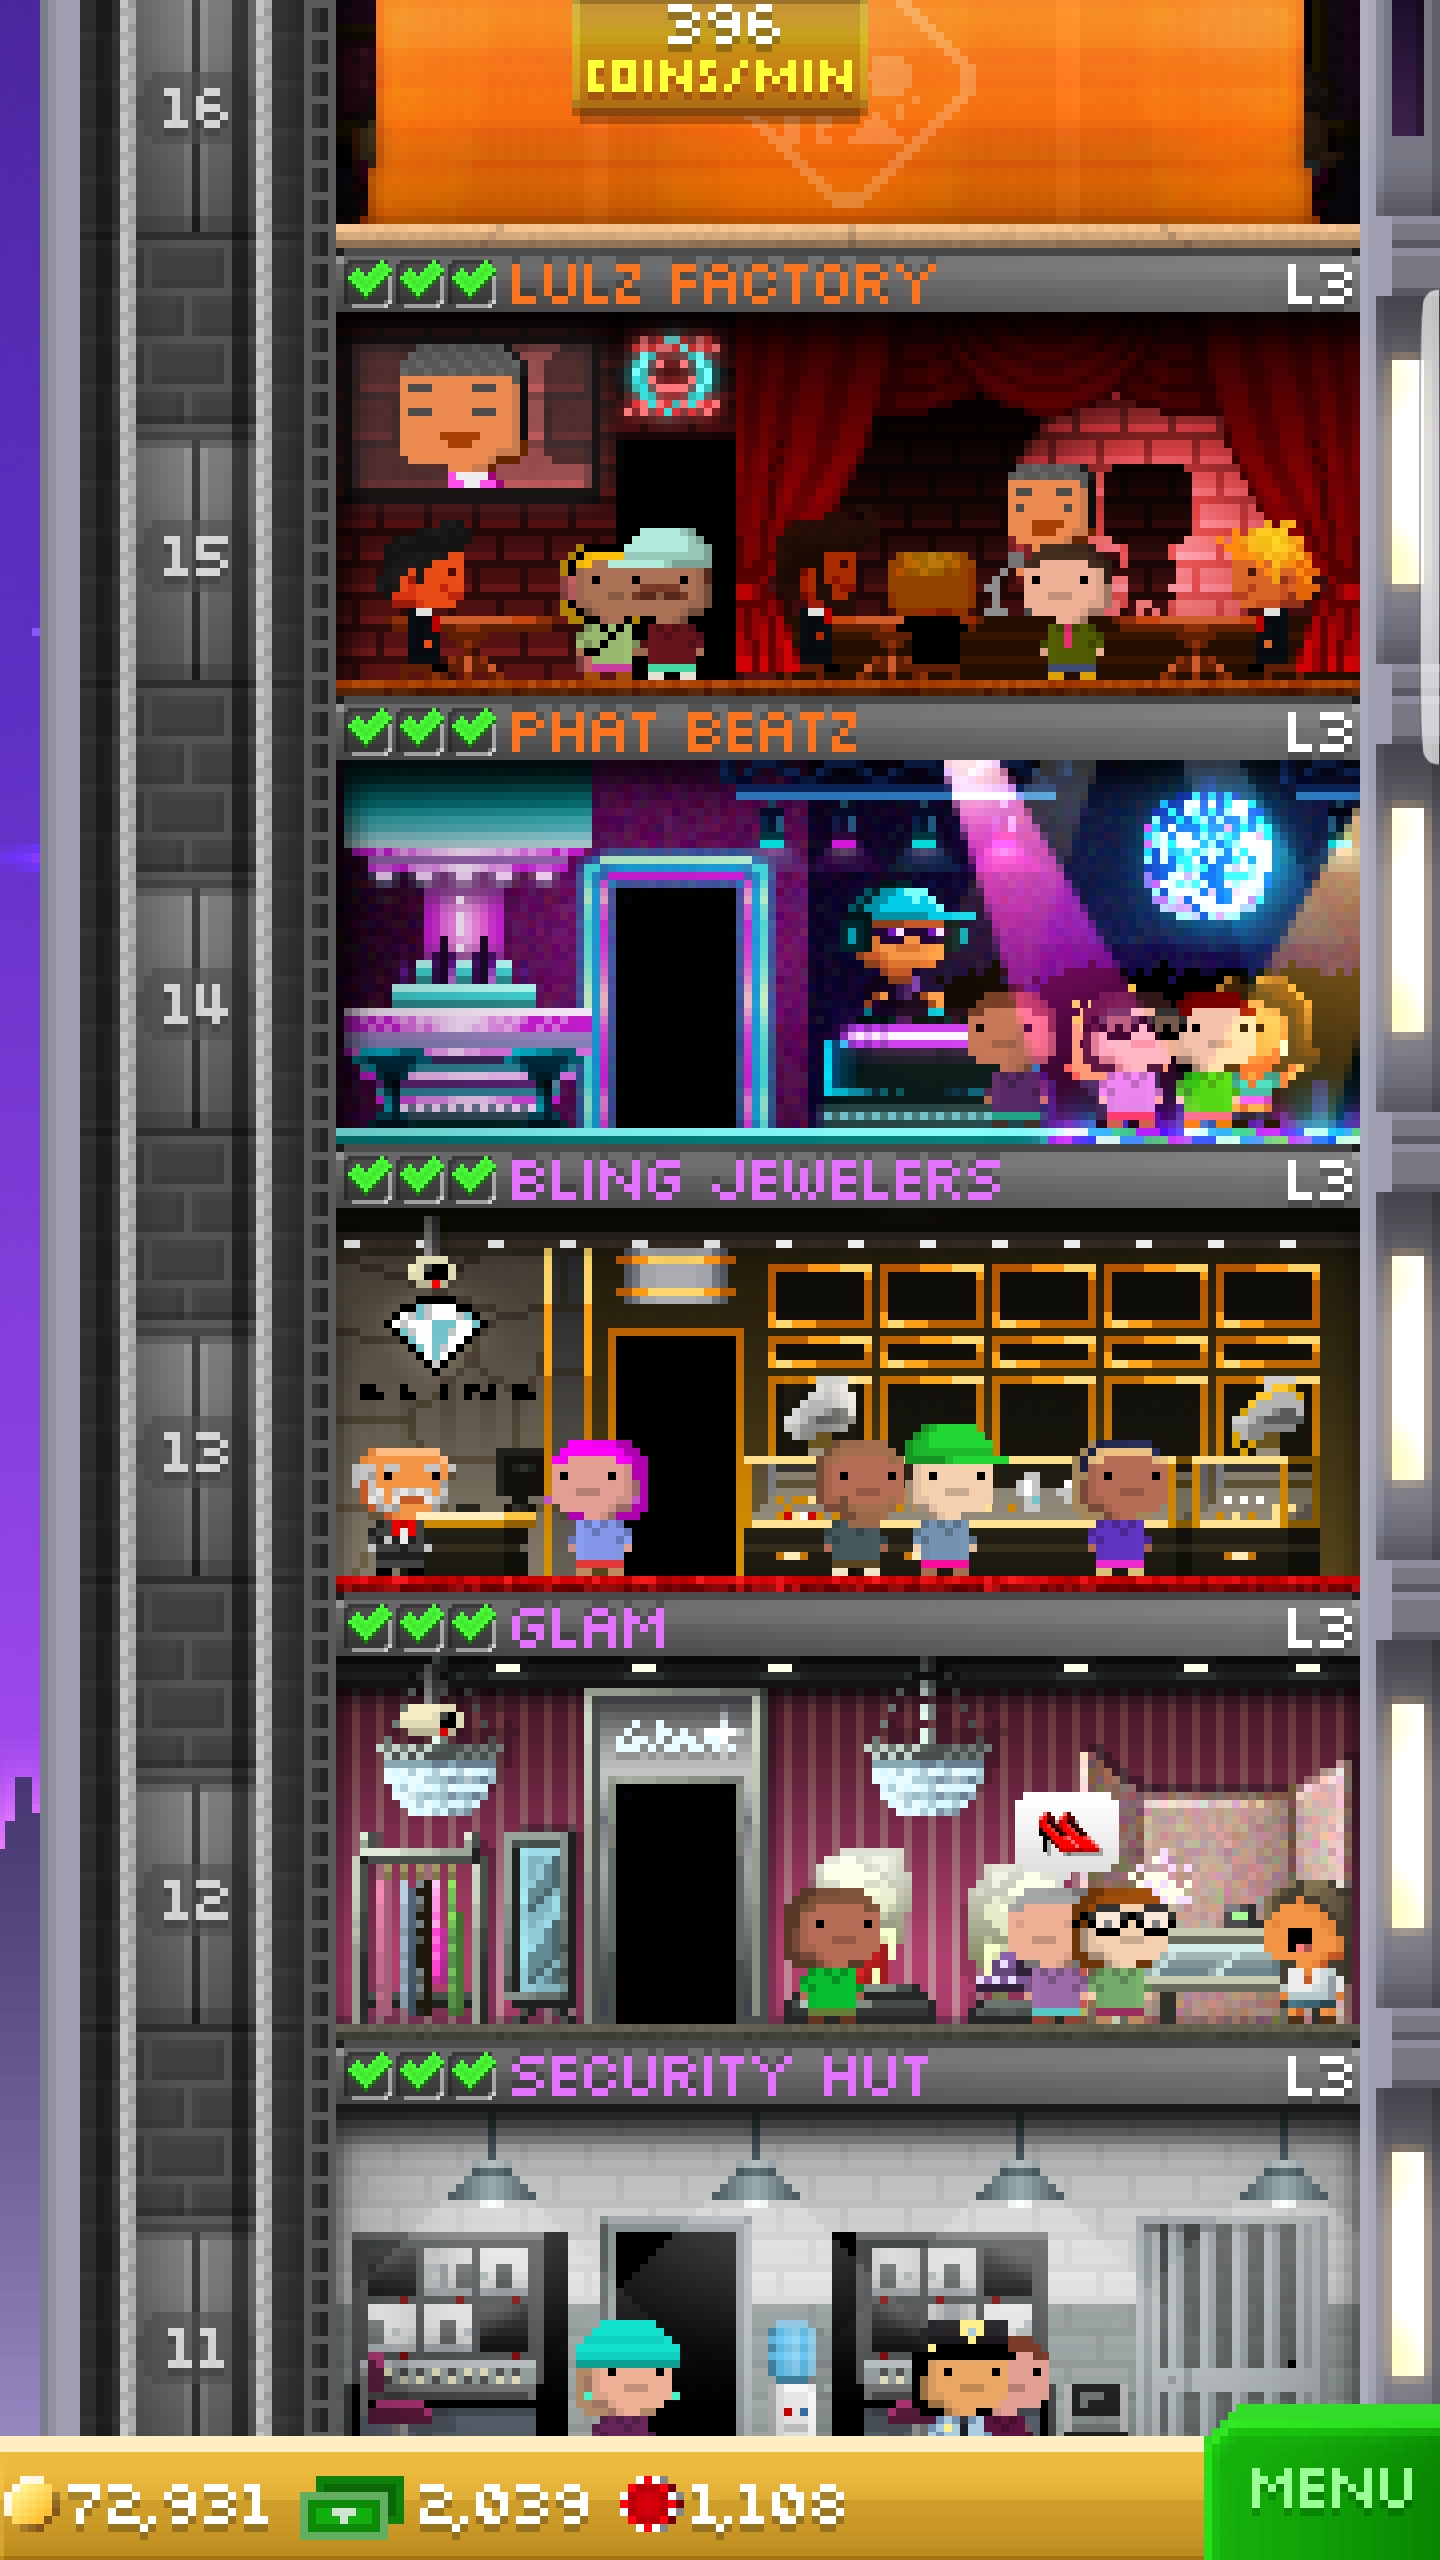 396
COINS/MIN
16
LULZ FACTORY L3
15
PHAT BEATZ L3
14
BLING JEWELERS L3
BLING
13
GLAM L3
12
SECURITY HUT L3
11
72,931 2,039 1,108
MENU